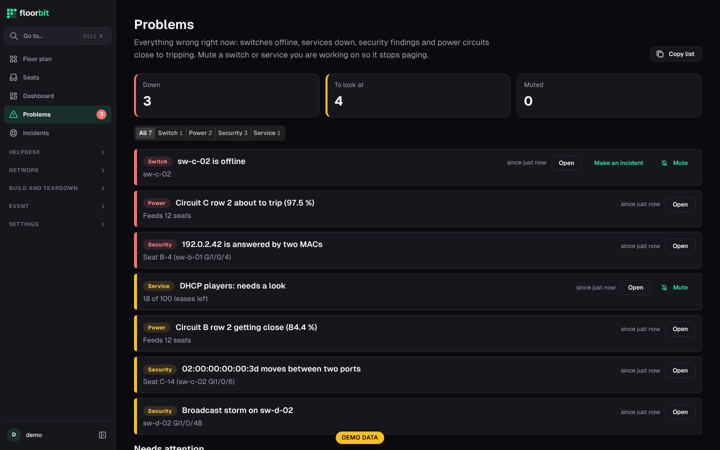 floorbit
Go to...
Ctrl K
Floor plan
Seats
Dashboard
Problems
3
Incidents
HELPDESK
NETWORK
BUILD AND TEARDOWN
EVENT
SETTINGS
D
demo
Problems
Everything wrong right now: switches offline, services down, security findings and power circuits
close to tripping. Mute a switch or service you are working on so it stops paging.
Copy list
Down
3
To look at
4
Muted
0
All 7
Switch 1
Power 2
Security 3
Service 1
Switch
sw-c-02 is offline
sw-c-02
since just now
Open
Make an incident
Mute
Power
Circuit C row 2 about to trip (97.5 %)
Feeds 12 seats
since just now
Open
Security
192.0.2.42 is answered by two MACs
Seat B-4 (sw-b-01 Gi1/0/4)
since just now
Open
Service
DHCP players: needs a look
18 of 100 leases left
since just now
Open
Mute
Power
Circuit B row 2 getting close (84.4 %)
Feeds 12 seats
since just now
Open
Security
02:00:00:00:00:3d moves between two ports
Seat C-14 (sw-c-02 Gi1/0/6)
since just now
Open
Security
Broadcast storm on sw-d-02
sw-d-02 Gi1/0/48
since just now
Open
DEMO DATA
Needs attention